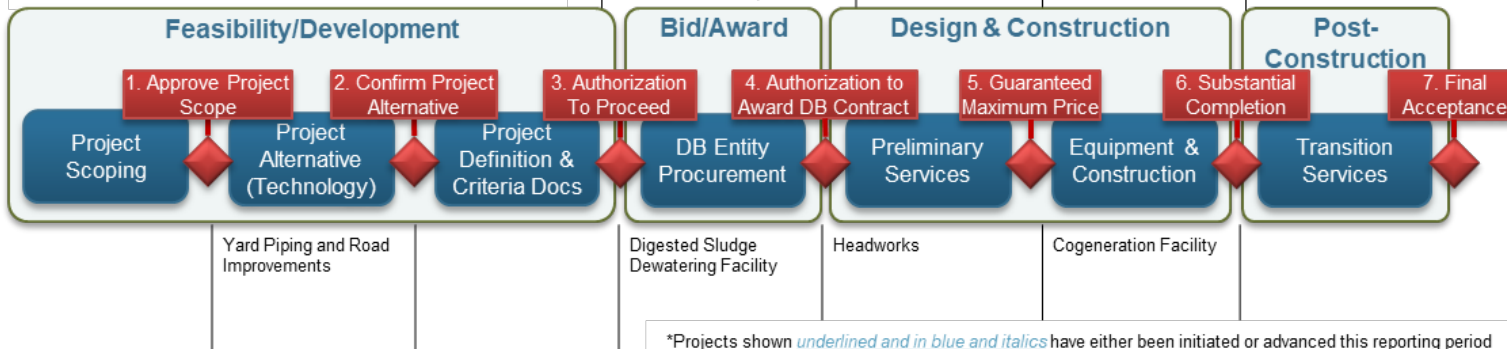 Feasibility/Development
Bid/Award
Design & Construction
Post-
Construction
1. Approve Project
Scope
2. Confirm Project
Alternative
3. Authorization
To Proceed
4. Authorization to
Award DB Contract
5. Guaranteed
Maximum Price
6. Substantial
Completion
7. Final
Acceptance
Project
Scoping
Project
Alternative
(Technology)
Project
Definition &
Criteria Docs
DB Entity
Procurement
Preliminary
Services
Equipment &
Construction
Transition
Services
Yard Piping and Road
Improvements
Digested Sludge
Dewatering Facility
Headworks
Cogeneration Facility
*Projects shown underlined and in blue and italics have either been initiated or advanced this reporting period